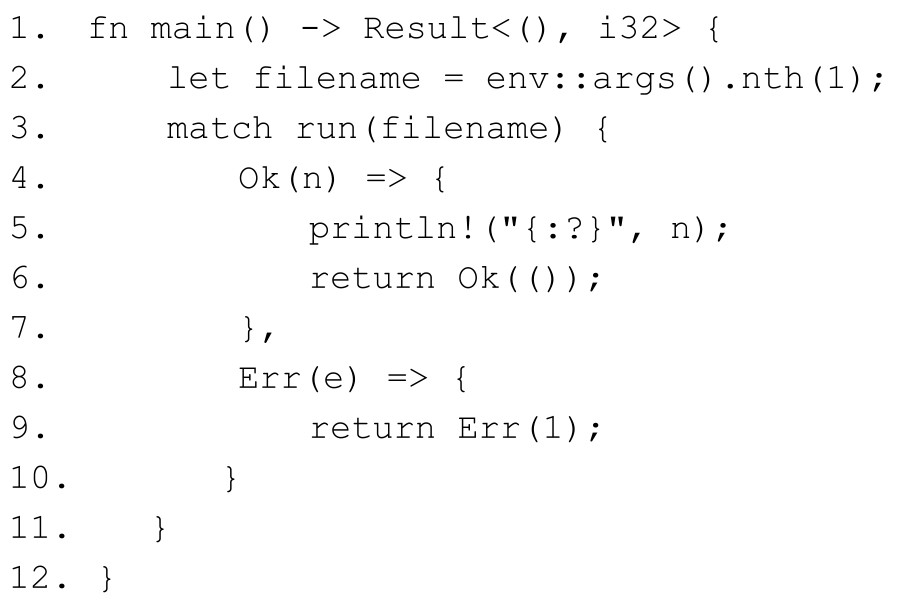 1. fn main() -> Result<(), i32> {
2.     let filename = env::args().nth(1);
3.     match run(filename) {
4.         Ok(n) => {
5.             println!("{:?}", n);
6.             return Ok(());
7.         },
8.         Err(e) => {
9.             return Err(1);
10.        }
11.    }
12. }